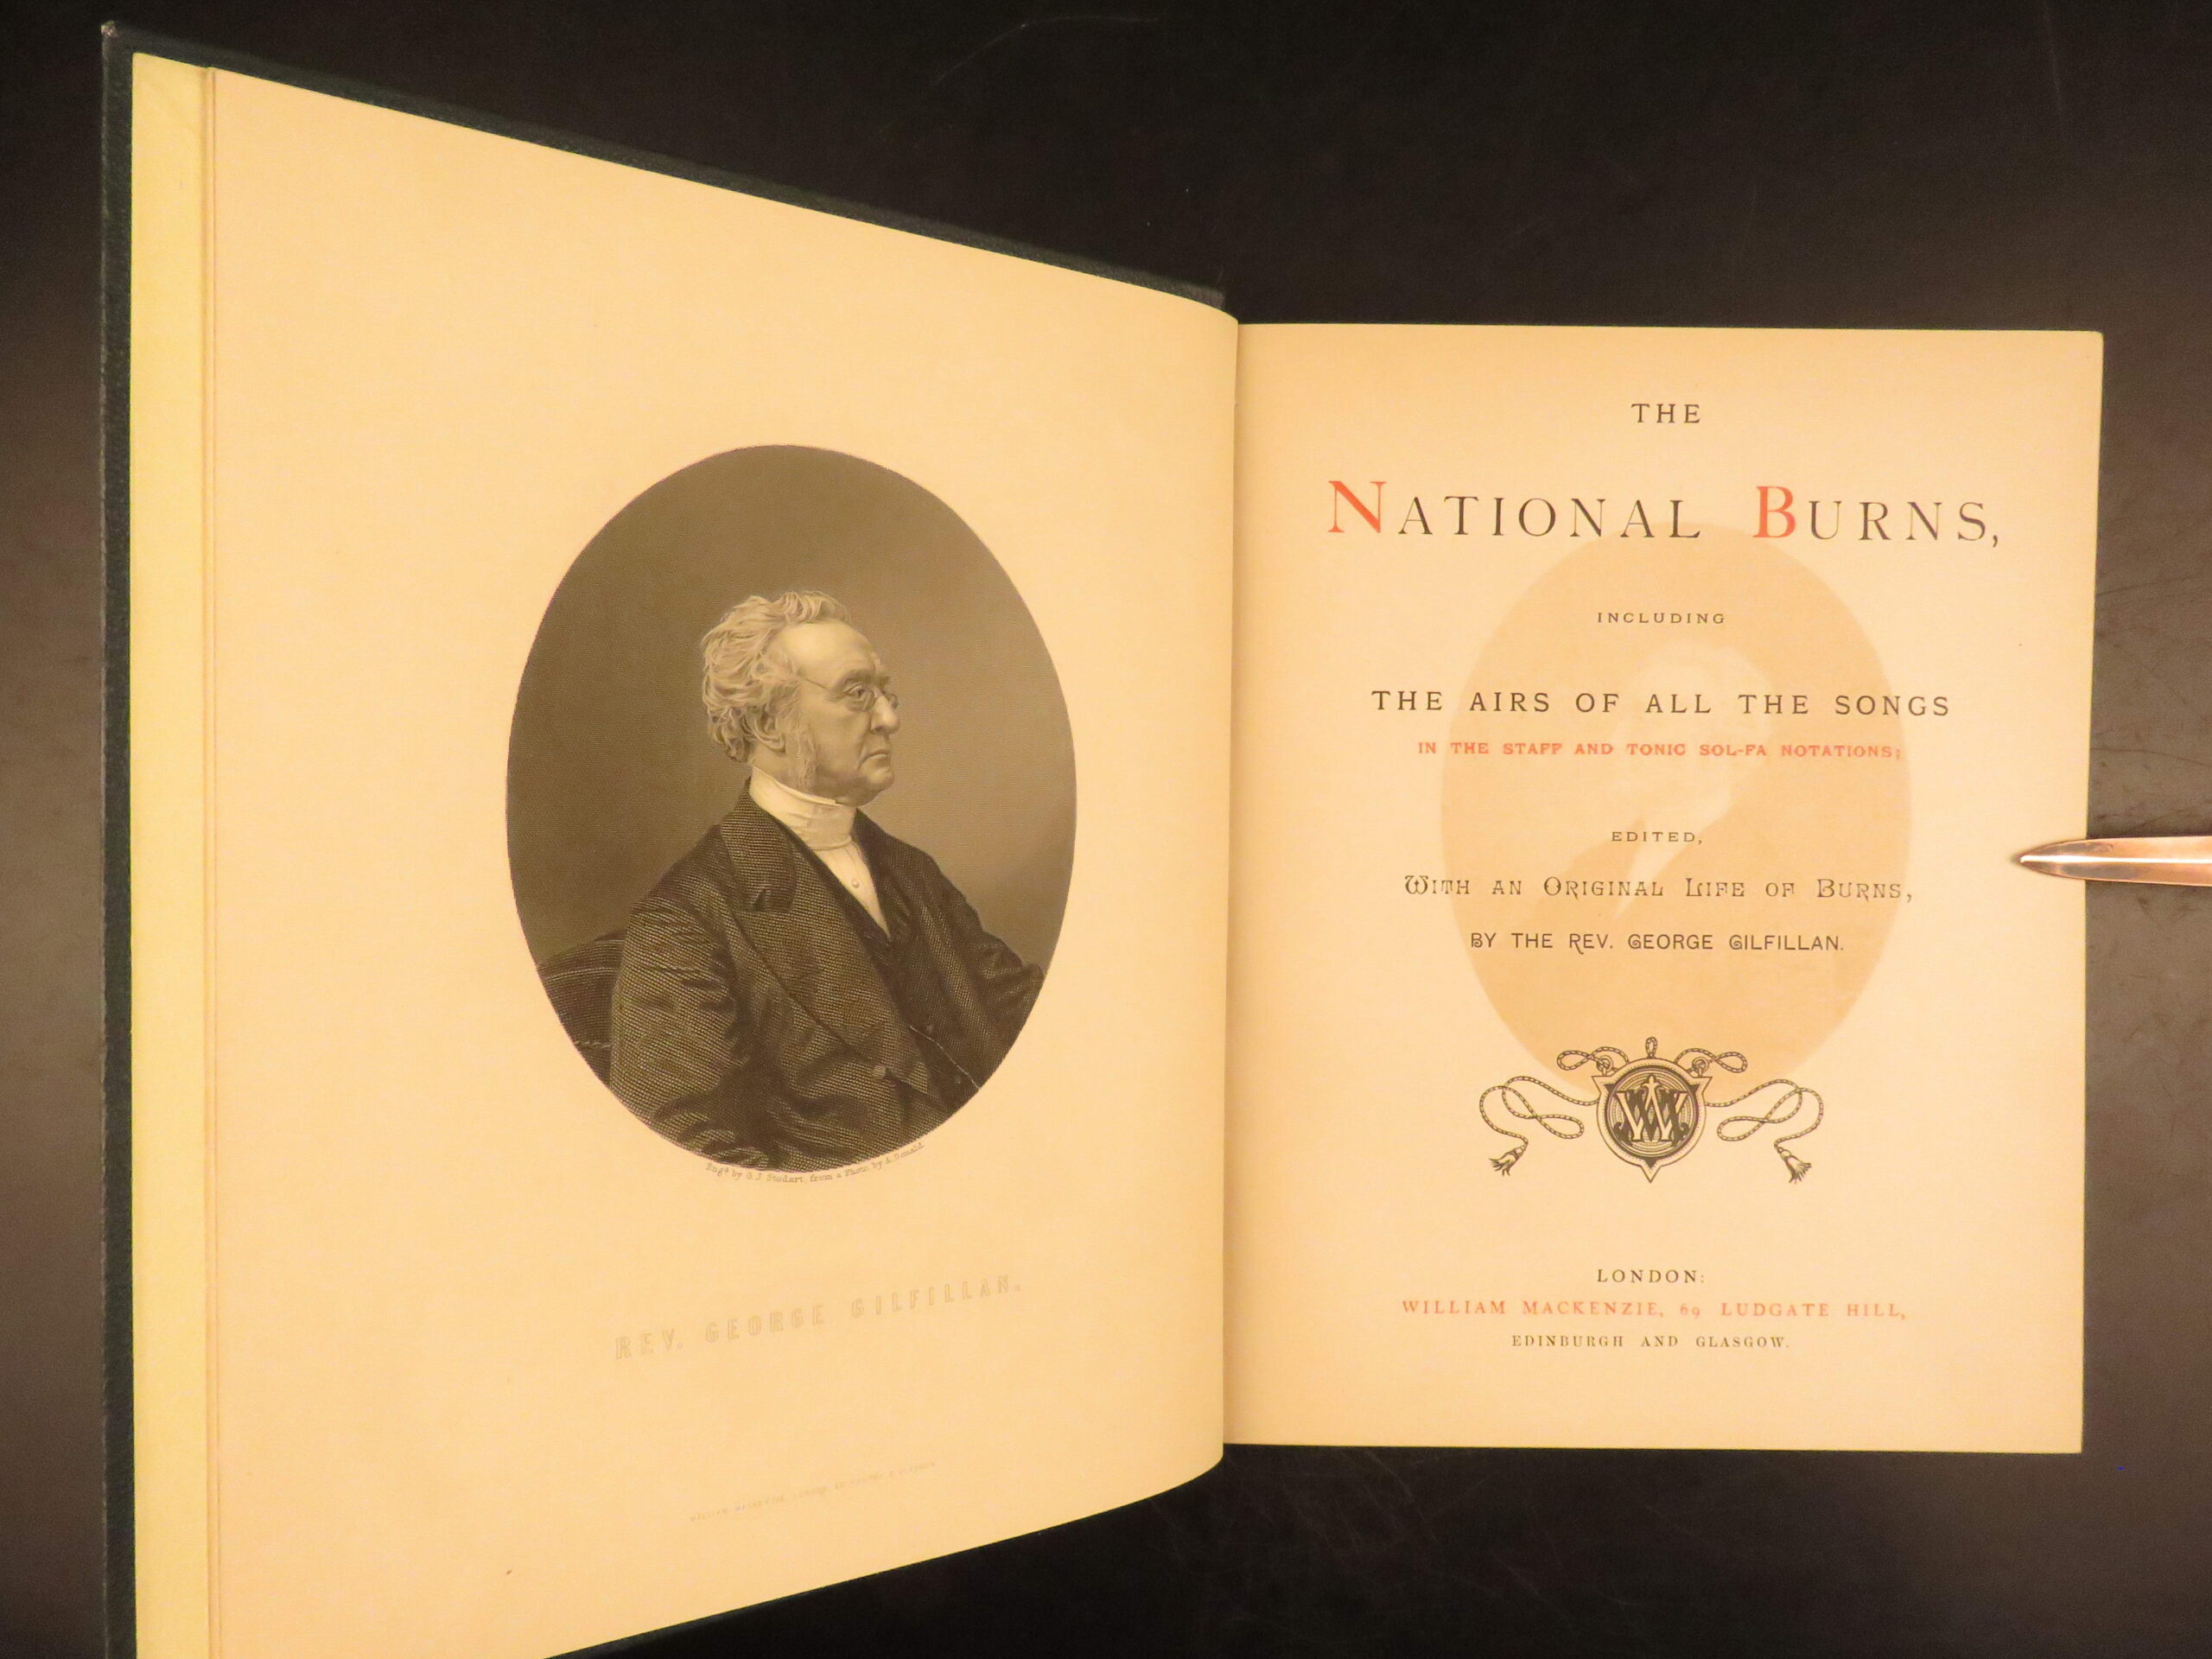 Engd. by G. J. Stodart, from a Photo. by A. Donald.
REV. GEORGE GILFILLAN.
THE
NATIONAL BURNS,
INCLUDING
THE AIRS OF ALL THE SONGS
IN THE STAFF AND TONIC SOL-FA NOTATIONS;
EDITED,
WITH AN ORIGINAL LIFE OF BURNS,
BY THE REV. GEORGE GILFILLAN.
LONDON:
WILLIAM MACKENZIE, 69 LUDGATE HILL,
EDINBURGH AND GLASGOW.